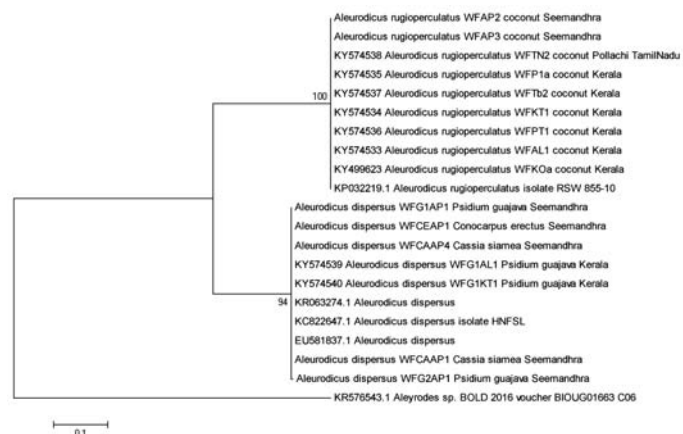 Aleurodicus rugioperculatus WFAP2 coconut Seemandhra
Aleurodicus rugioperculatus WFAP3 coconut Seemandhra
KY574538 Aleurodicus rugioperculatus WFTN2 coconut Pollachi TamilNadu
KY574535 Aleurodicus rugioperculatus WFP1a coconut Kerala
KY574537 Aleurodicus rugioperculatus WFTb2 coconut Kerala
100
KY574534 Aleurodicus rugioperculatus WFKT1 coconut Kerala
KY574536 Aleurodicus rugioperculatus WFPT1 coconut Kerala
KY574533 Aleurodicus rugioperculatus WFAL1 coconut Kerala
KY499623 Aleurodicus rugioperculatus WFKOa coconut Kerala
KP032219.1 Aleurodicus rugioperculatus isolate RSW 855-10
Aleurodicus dispersus WFG1AP1 Psidium guajava Seemandhra
Aleurodicus dispersus WFCEAP1 Conocarpus erectus Seemandhra
Aleurodicus dispersus WFCAAP4 Cassia siamea Seemandhra
KY574539 Aleurodicus dispersus WFG1AL1 Psidium guajava Kerala
KY574540 Aleurodicus dispersus WFG1KT1 Psidium guajava Kerala
94
KR063274.1 Aleurodicus dispersus
KC822647.1 Aleurodicus dispersus isolate HNFSL
EU581837.1 Aleurodicus dispersus
Aleurodicus dispersus WFCAAP1 Cassia siamea Seemandhra
Aleurodicus dispersus WFG2AP1 Psidium guajava Seemandhra
KR576543.1 Aleyrodes sp. BOLD 2016 voucher BIOUG01663 C06
0.1